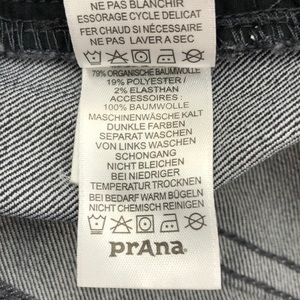 NE PAS BLANCHIR
ESSORAGE CYCLE DELICAT
FER CHAUD SI NÉCESSAIRE
NE PAS LAVER A SEC
79% ORGANISCHE BAUMWOLLE
19% POLYESTER /
2% ELASTHAN
ACCESSOIRES :
100% BAUMWOLLE
MASCHINENWÄSCHE KALT
DUNKLE FARBEN
SEPARAT WASCHEN
VON LINKS WASCHEN
SCHONGANG
NICHT BLEICHEN
BEI NIEDRIGER
TEMPERATUR TROCKNEN
BEI BEDARF WARM BÜGELN
NICHT CHEMISCH REINIGEN
prAna